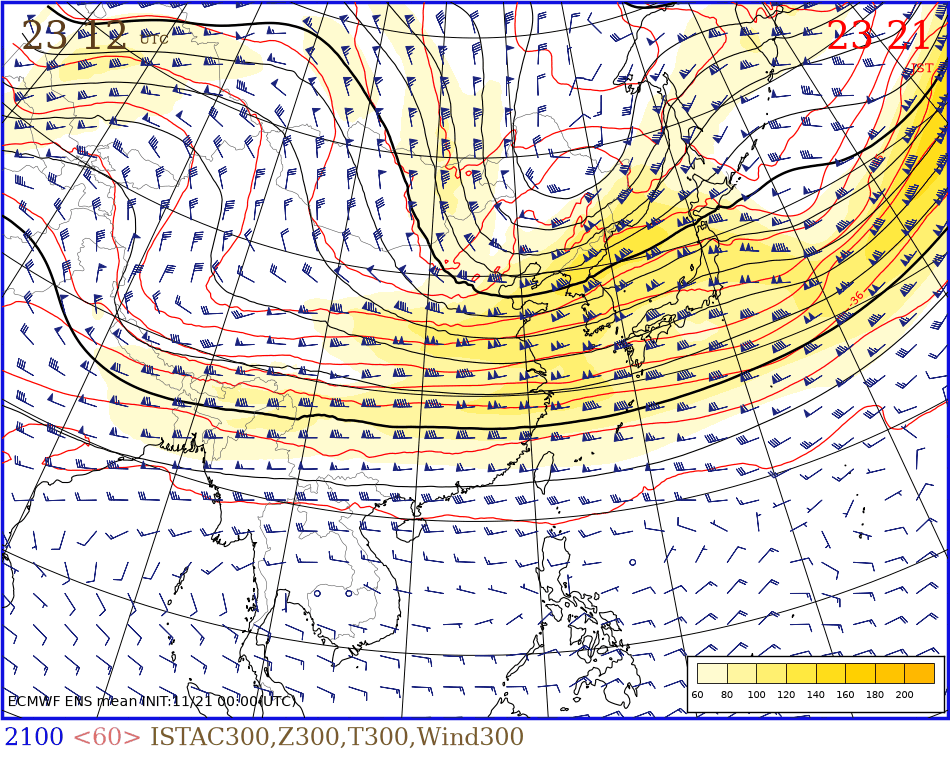 23 12 UTC
23 21
JST
-36
-36
60 80 100 120 140 160 180 200
ECMWF ENS mean INIT:11/21 00:00(UTC)
2100 <60> ISTAC300,Z300,T300,Wind300